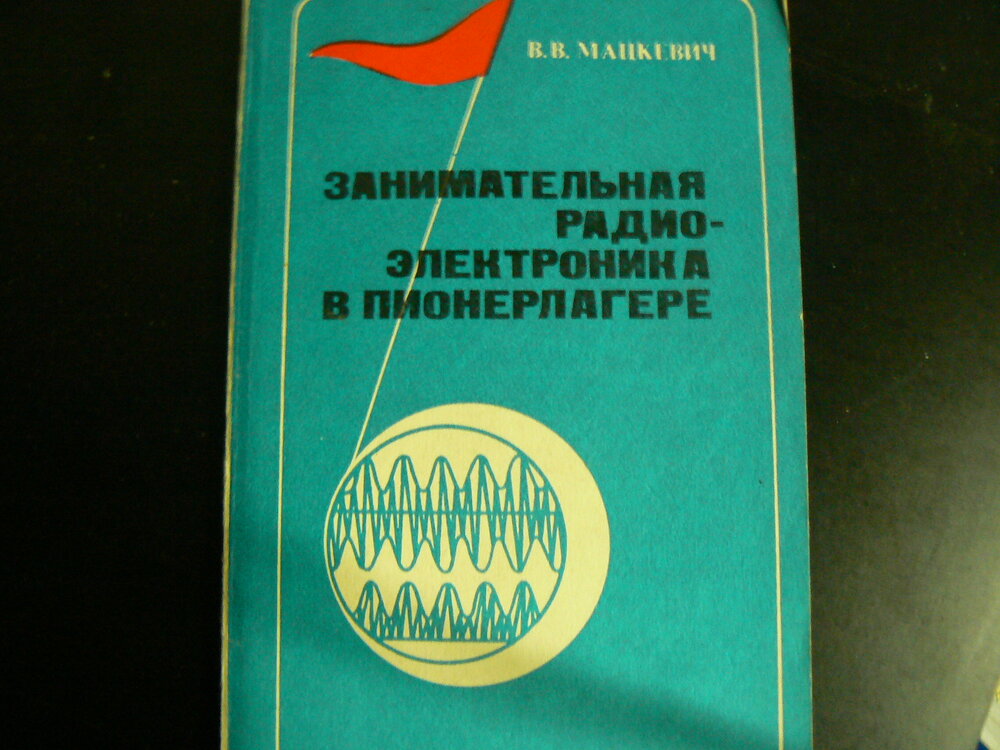 В.В. МАЦКЕВИЧ
ЗАНИМАТЕЛЬНАЯ
РАДИО-
ЭЛЕКТРОНИКА
В ПИОНЕРЛАГЕРЕ